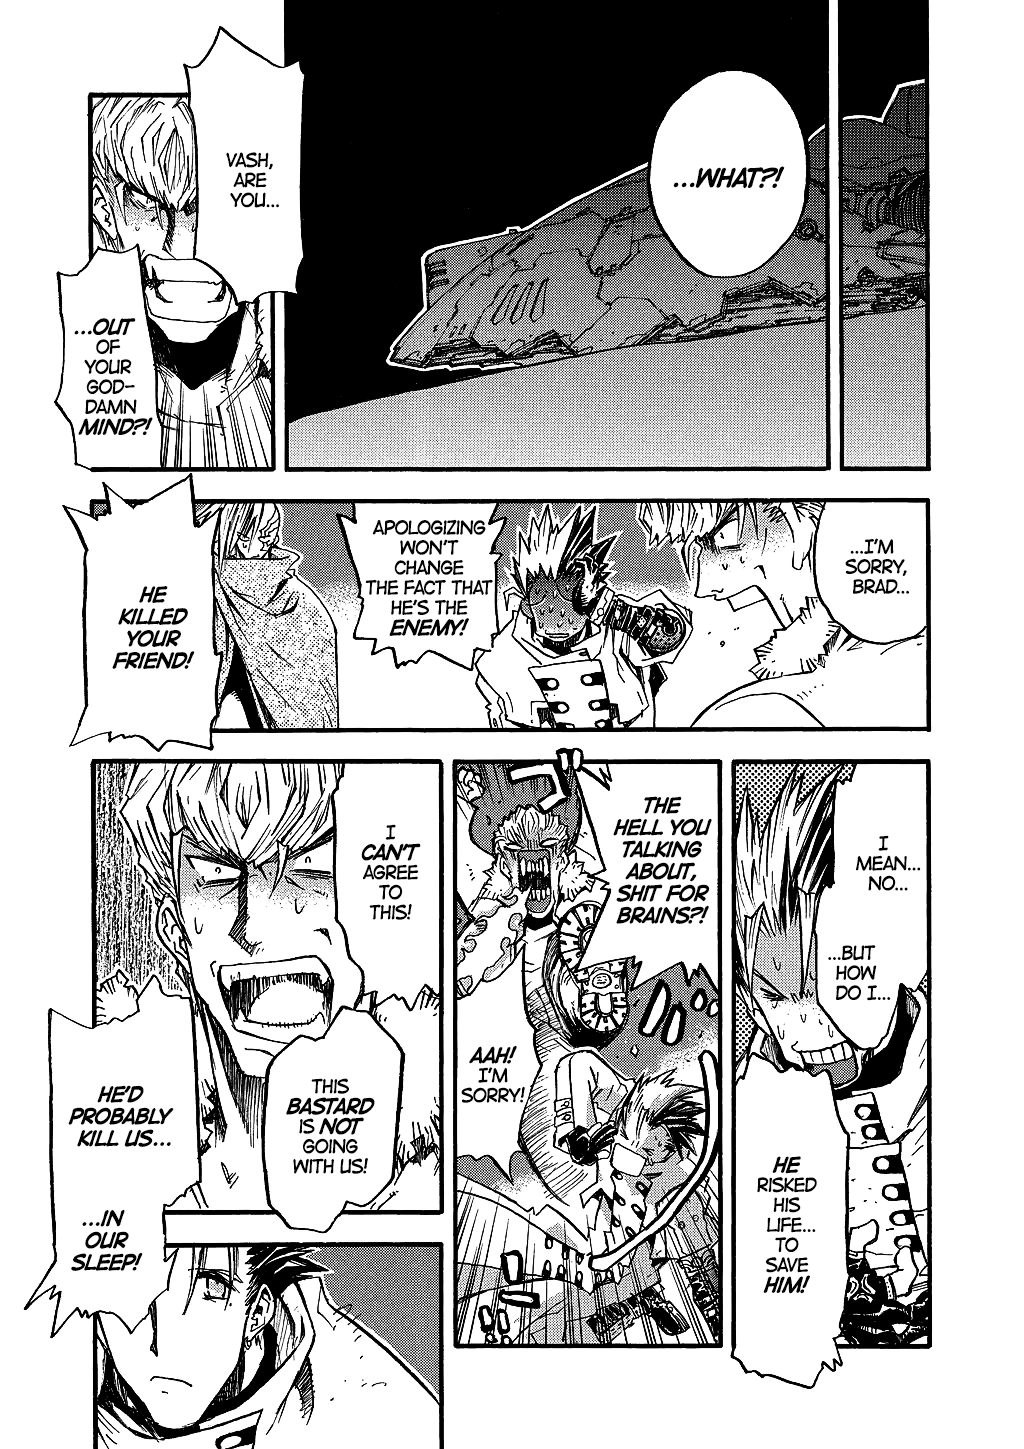 ...WHAT?!
VASH,
ARE
YOU...
...OUT
OF
YOUR
GOD-
DAMN
MIND?!
...I'M
SORRY,
BRAD...
APOLOGIZING
WON'T
CHANGE
THE FACT THAT
HE'S THE
ENEMY!
HE
KILLED
YOUR
FRIEND!
I
MEAN...
NO...
...BUT
HOW
DO I...
HE
RISKED
HIS
LIFE...
TO
SAVE
HIM!
THE
HELL YOU
TALKING
ABOUT,
SHIT FOR
BRAINS?!
ゴ
AAH!
I'M
SORRY!
I
CAN'T
AGREE
TO
THIS!
THIS
BASTARD
IS NOT
GOING
WITH US!
HE'D
PROBABLY
KILL US...
...IN
OUR
SLEEP!